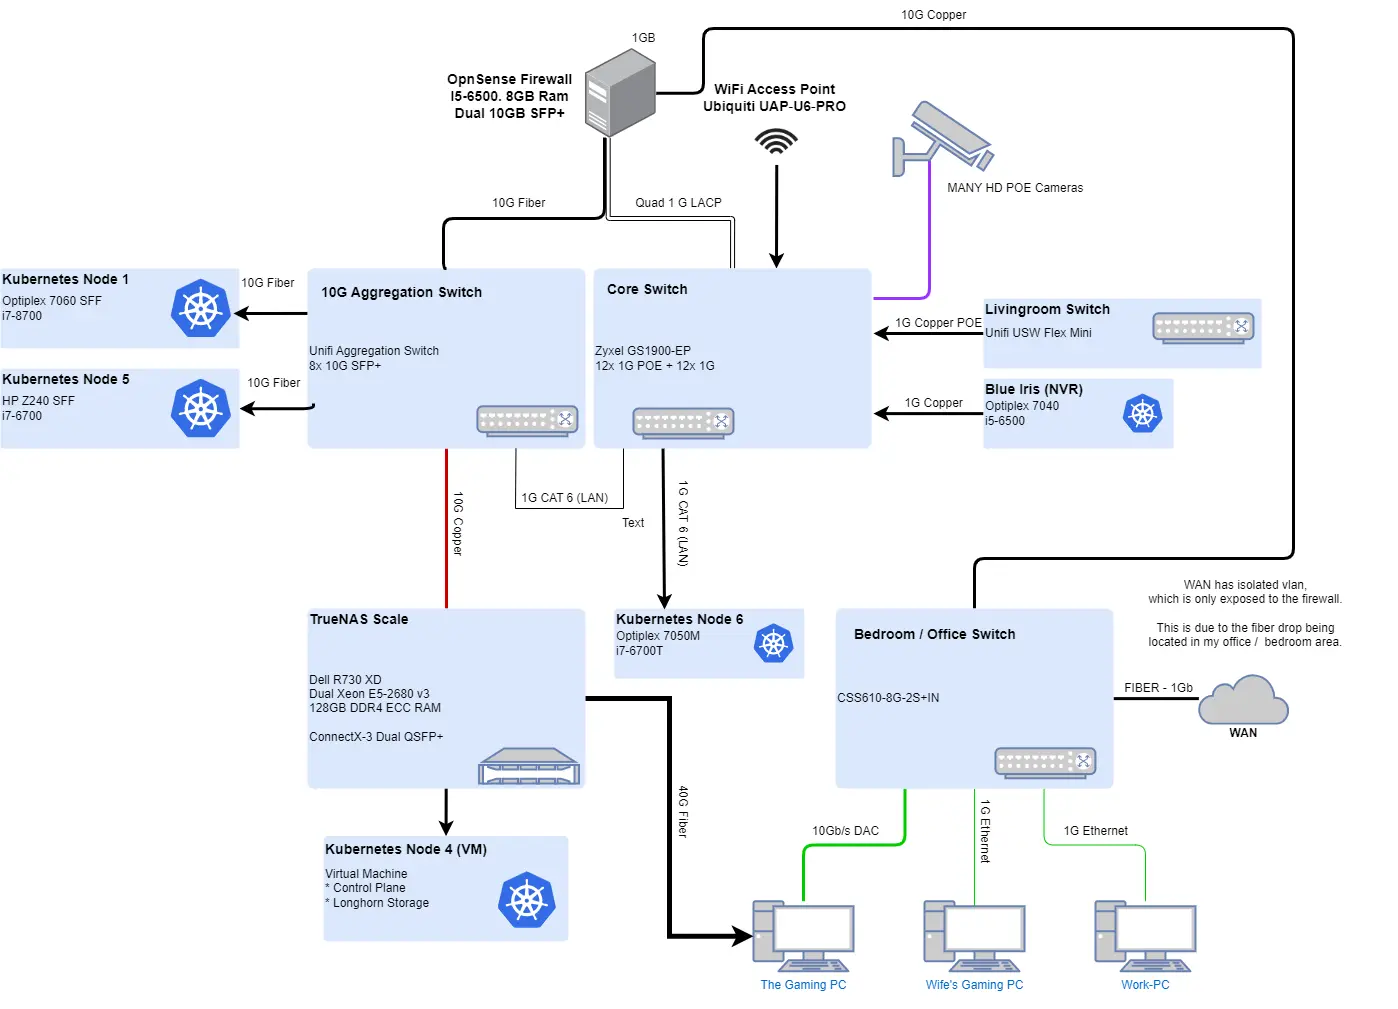 10G Copper
1GB
OpnSense Firewall
I5-6500. 8GB Ram
Dual 10GB SFP+
WiFi Access Point
Ubiquiti UAP-U6-PRO
MANY HD POE Cameras
10G Fiber
Quad 1 G LACP
Kubernetes Node 1
Optiplex 7060 SFF
i7-8700
10G Fiber
10G Aggregation Switch
Unifi Aggregation Switch
8x 10G SFP+
Core Switch
Zyxel GS1900-EP
12x 1G POE + 12x 1G
1G Copper POE
Livingroom Switch
Unifi USW Flex Mini
Kubernetes Node 5
HP Z240 SFF
i7-6700
10G Fiber
1G Copper
Blue Iris (NVR)
Optiplex 7040
i5-6500
10G Copper
1G CAT 6 (LAN)
Text
1G CAT 6 (LAN)
WAN has isolated vlan,
which is only exposed to the firewall.
This is due to the fiber drop being
located in my office / bedroom area.
TrueNAS Scale
Dell R730 XD
Dual Xeon E5-2680 v3
128GB DDR4 ECC RAM
ConnectX-3 Dual QSFP+
Kubernetes Node 6
Optiplex 7050M
i7-6700T
Bedroom / Office Switch
CSS610-8G-2S+IN
FIBER - 1Gb
WAN
40G Fiber
10Gb/s DAC
1G Ethernet
1G Ethernet
Kubernetes Node 4 (VM)
Virtual Machine
* Control Plane
* Longhorn Storage
The Gaming PC
Wife's Gaming PC
Work-PC